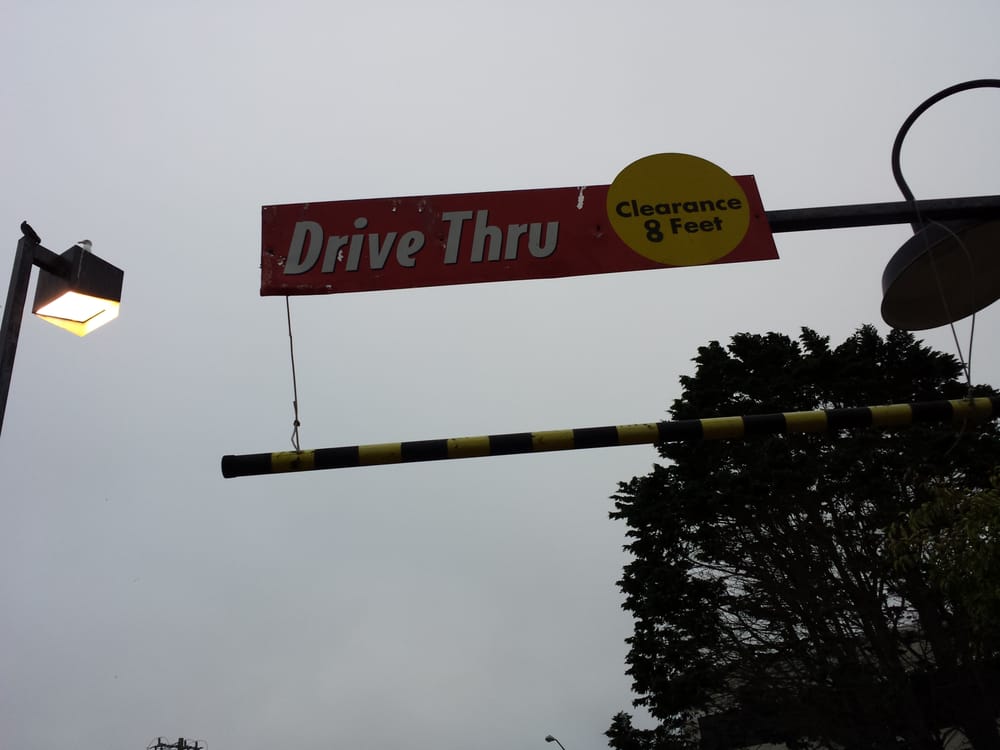 Drive Thru
Clearance
8 Feet